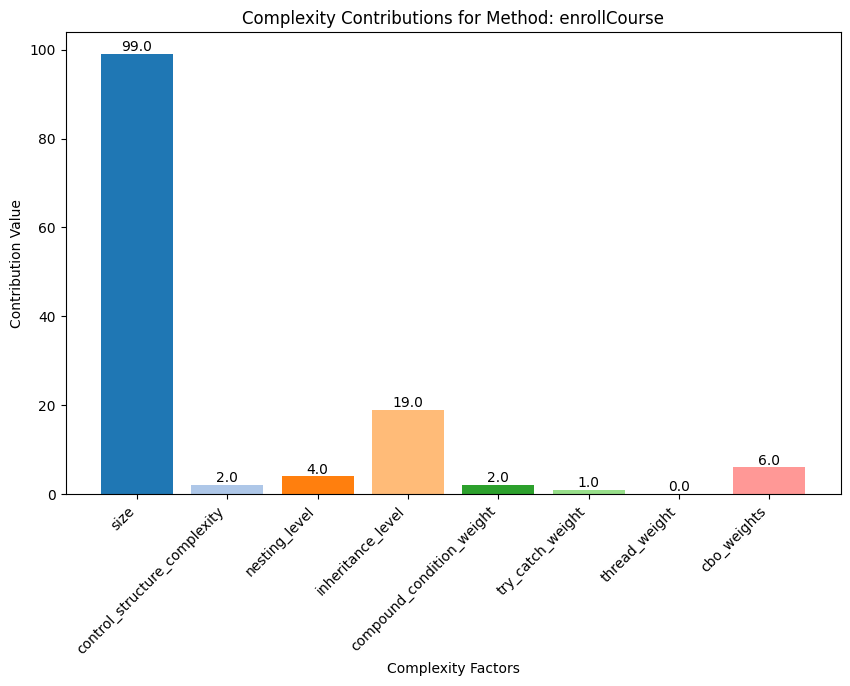 Complexity Contributions for Method: enrollCourse
Contribution Value
100
80
60
40
20
0
99.0
2.0
4.0
19.0
2.0
1.0
0.0
6.0
size
control_structure_complexity
nesting_level
inheritance_level
compound_condition_weight
try_catch_weight
thread_weight
cbo_weights
Complexity Factors